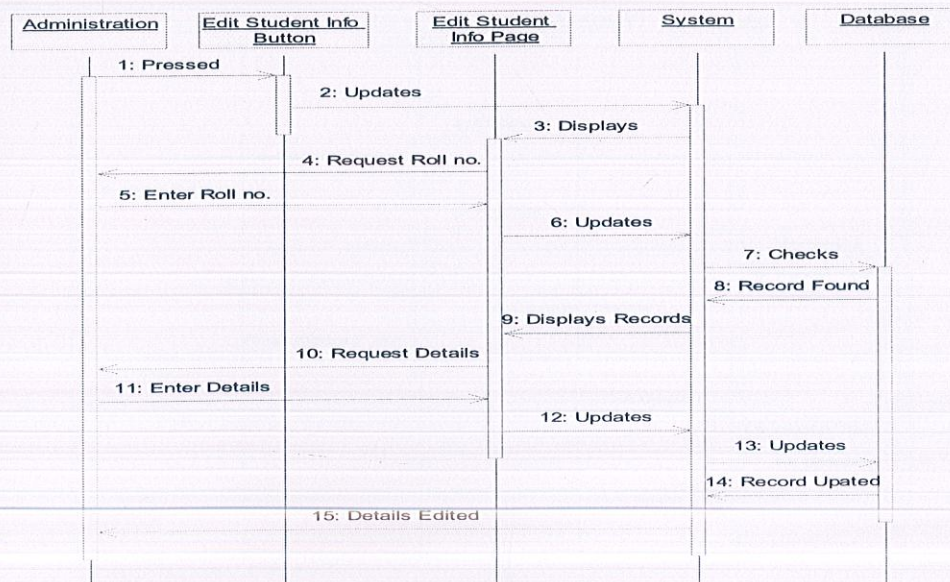 Administration
Edit Student Info
Button
Edit Student
Info Page
System
Database
1: Pressed
2: Updates
3: Displays
4: Request Roll no.
5: Enter Roll no.
6: Updates
7: Checks
8: Record Found
9: Displays Records
10: Request Details
11: Enter Details
12: Updates
13: Updates
14: Record Upated
15: Details Edited